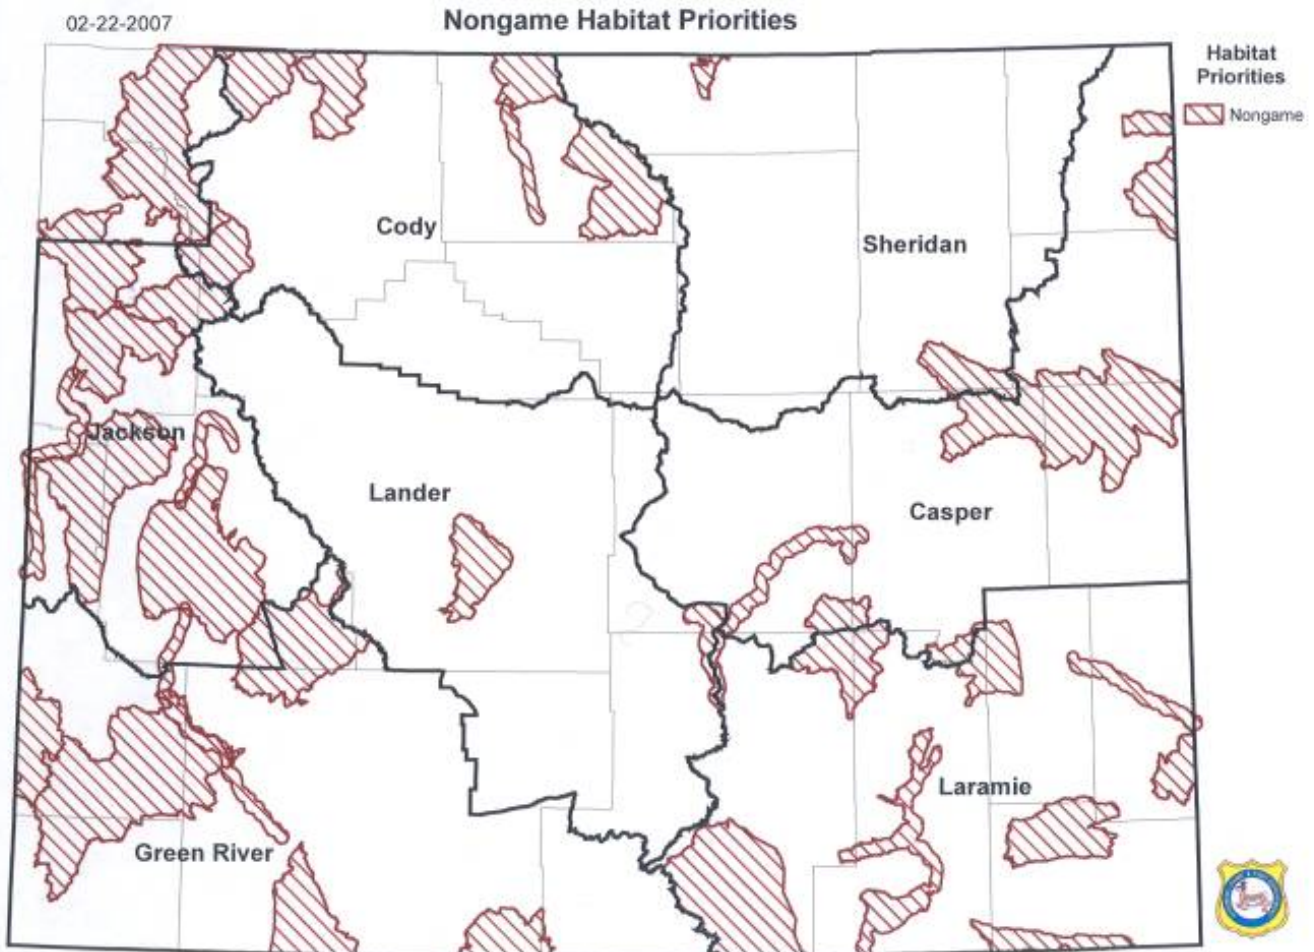 02-22-2007
Nongame Habitat Priorities
Habitat
Priorities
Nongame
Cody
Sheridan
Jackson
Lander
Casper
Laramie
Green River